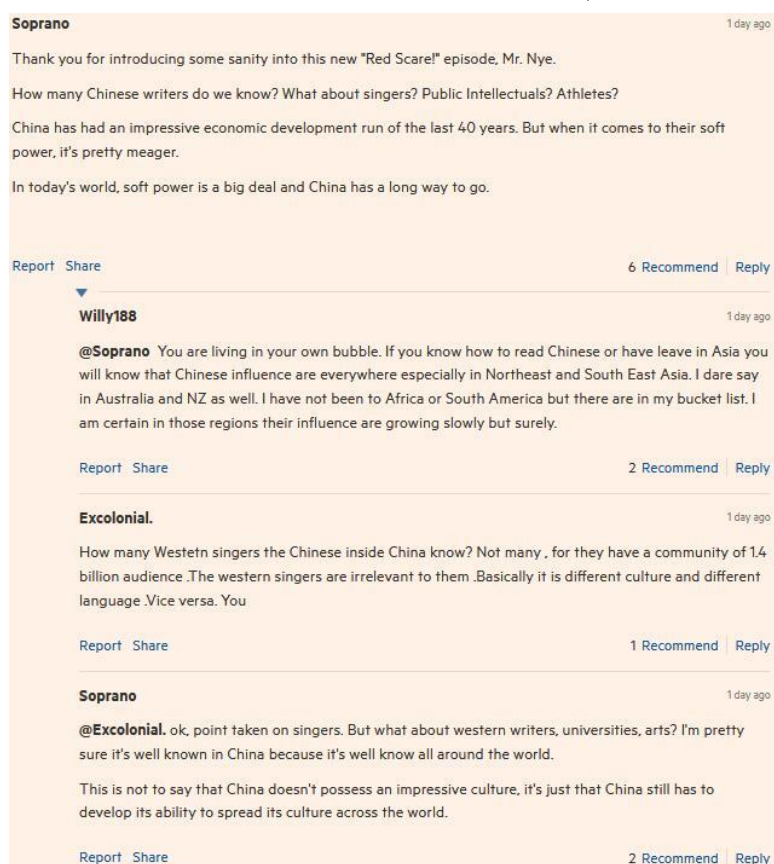 Soprano
1 day ago
Thank you for introducing some sanity into this new "Red Scare!" episode, Mr. Nye.
How many Chinese writers do we know? What about singers? Public Intellectuals? Athletes?
China has had an impressive economic development run of the last 40 years. But when it comes to their soft
power, it's pretty meager.
In today's world, soft power is a big deal and China has a long way to go.
Report Share
6 Recommend Reply
Willy188
1 day ago
@Soprano You are living in your own bubble. If you know how to read Chinese or have leave in Asia you
will know that Chinese influence are everywhere especially in Northeast and South East Asia. I dare say
in Australia and NZ as well. I have not been to Africa or South America but there are in my bucket list. I
am certain in those regions their influence are growing slowly but surely.
Report Share
2 Recommend Reply
Excolonial.
1 day ago
How many Westetn singers the Chinese inside China know? Not many , for they have a community of 1.4
billion audience .The western singers are irrelevant to them .Basically it is different culture and different
language .Vice versa. You
Report Share
1 Recommend Reply
Soprano
1 day ago
@Excolonial. ok, point taken on singers. But what about western writers, universities, arts? I'm pretty
sure it's well known in China because it's well know all around the world.
This is not to say that China doesn't possess an impressive culture, it's just that China still has to
develop its ability to spread its culture across the world.
Report Share
2 Recommend Reply